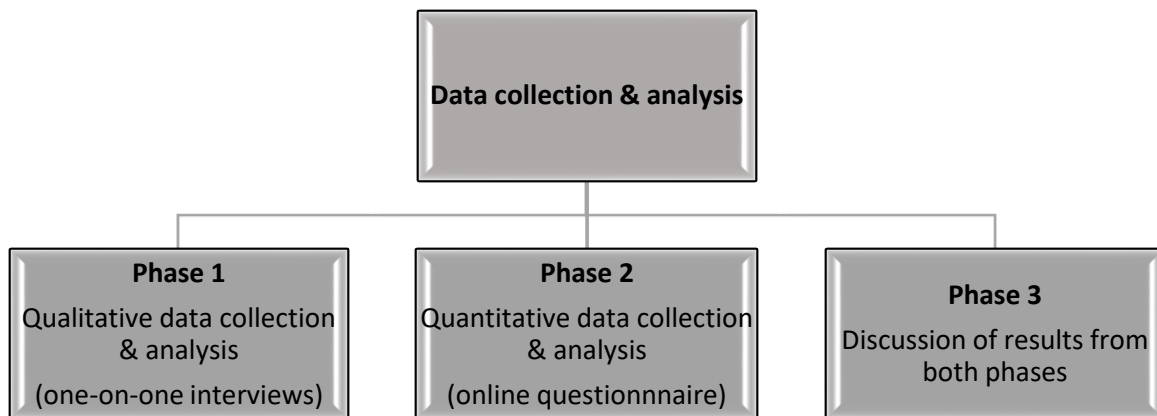 Data collection & analysis
Phase 1
Qualitative data collection
& analysis
(one-on-one interviews)
Phase 2
Quantitative data collection
& analysis
(online questionnnaire)
Phase 3
Discussion of results from
both phases